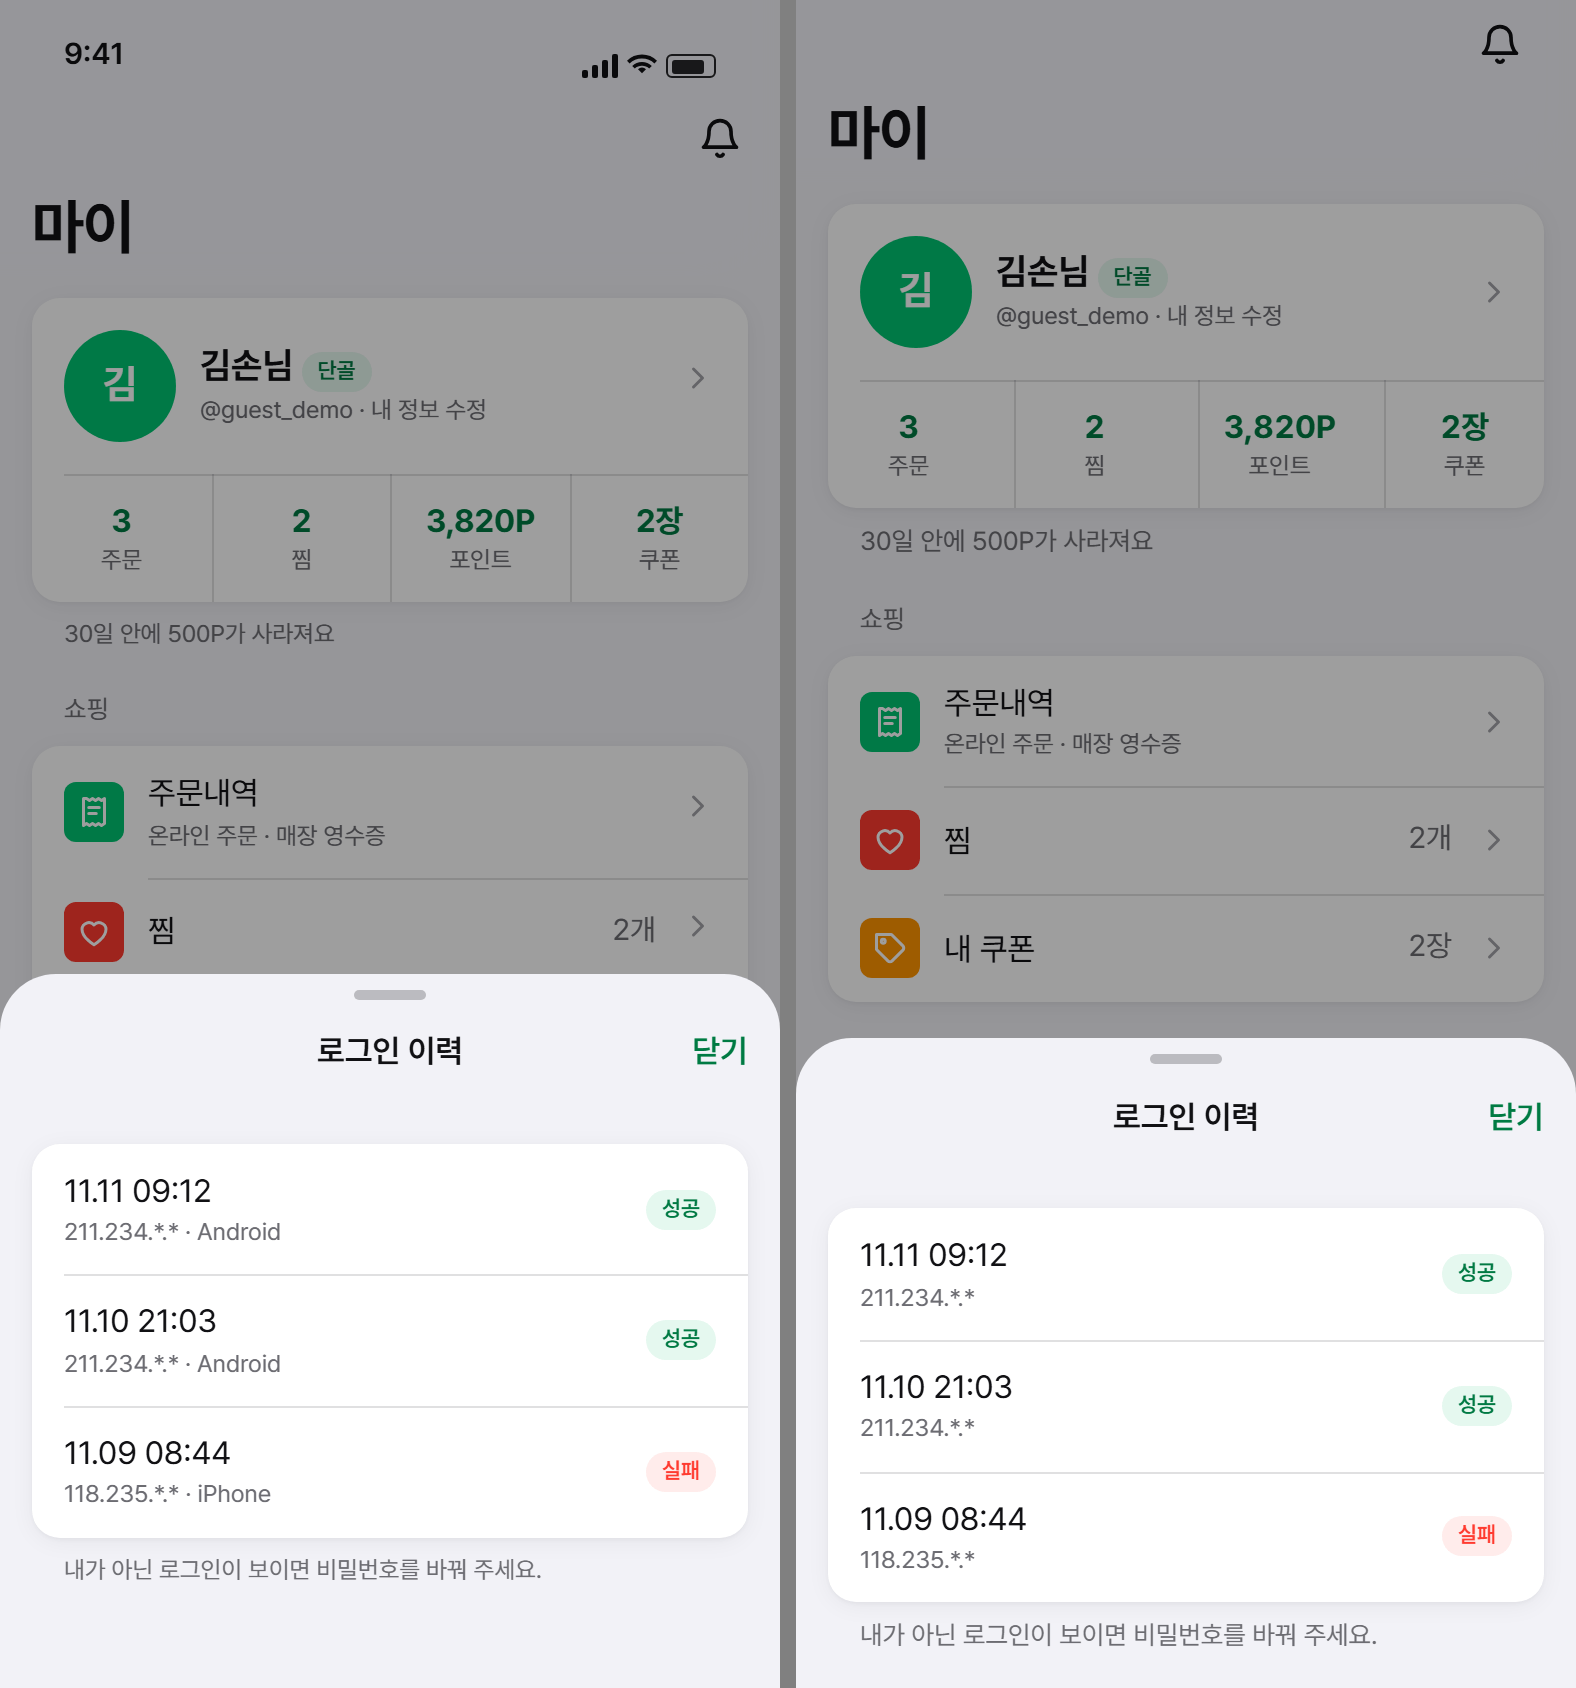 9:41
마이
김
김손님 단골
@guest_demo · 내 정보 수정
3 2 3,820P 2장
주문 찜 포인트 쿠폰
30일 안에 500P가 사라져요
쇼핑
주문내역
온라인 주문 · 매장 영수증
찜 2개
로그인 이력 닫기
11.11 09:12 성공
211.234.*.* · Android
11.10 21:03 성공
211.234.*.* · Android
11.09 08:44 실패
118.235.*.* · iPhone
내가 아닌 로그인이 보이면 비밀번호를 바꿔 주세요.
마이
김
김손님 단골
@guest_demo · 내 정보 수정
3 2 3,820P 2장
주문 찜 포인트 쿠폰
30일 안에 500P가 사라져요
쇼핑
주문내역
온라인 주문 · 매장 영수증
찜 2개
내 쿠폰 2장
로그인 이력 닫기
11.11 09:12 성공
211.234.*.*
11.10 21:03 성공
211.234.*.*
11.09 08:44 실패
118.235.*.*
내가 아닌 로그인이 보이면 비밀번호를 바꿔 주세요.